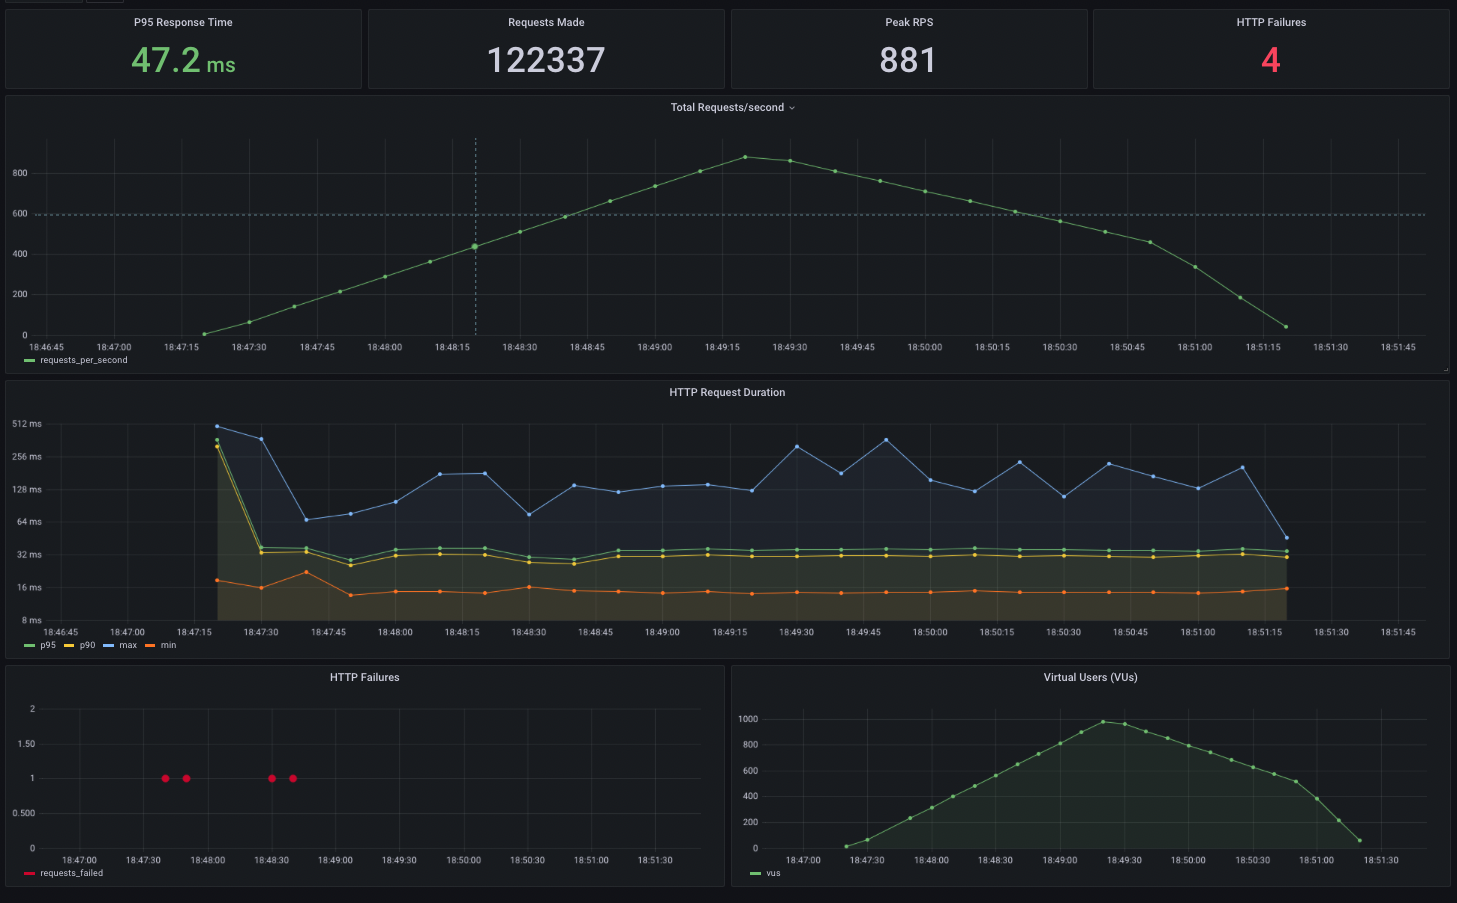 P95 Response Time
47.2 ms
Requests Made
122337
Peak RPS
881
HTTP Failures
4
Total Requests/second
800
600
400
200
0
18:46:45 18:47:00 18:47:15 18:47:30 18:47:45 18:48:00 18:48:15 18:48:30 18:48:45 18:49:00 18:49:15 18:49:30 18:49:45 18:50:00 18:50:15 18:50:30 18:50:45 18:51:00 18:51:15 18:51:30 18:51:45
requests_per_second
HTTP Request Duration
512 ms
256 ms
128 ms
64 ms
32 ms
16 ms
8 ms
18:46:45 18:47:00 18:47:15 18:47:30 18:47:45 18:48:00 18:48:15 18:48:30 18:48:45 18:49:00 18:49:15 18:49:30 18:49:45 18:50:00 18:50:15 18:50:30 18:50:45 18:51:00 18:51:15 18:51:30 18:51:45
p95 p90 max min
HTTP Failures
2
1.50
1
0.500
0
18:47:00 18:47:30 18:48:00 18:48:30 18:49:00 18:49:30 18:50:00 18:50:30 18:51:00 18:51:30
requests_failed
Virtual Users (VUs)
1000
800
600
400
200
0
18:47:00 18:47:30 18:48:00 18:48:30 18:49:00 18:49:30 18:50:00 18:50:30 18:51:00 18:51:30
vus